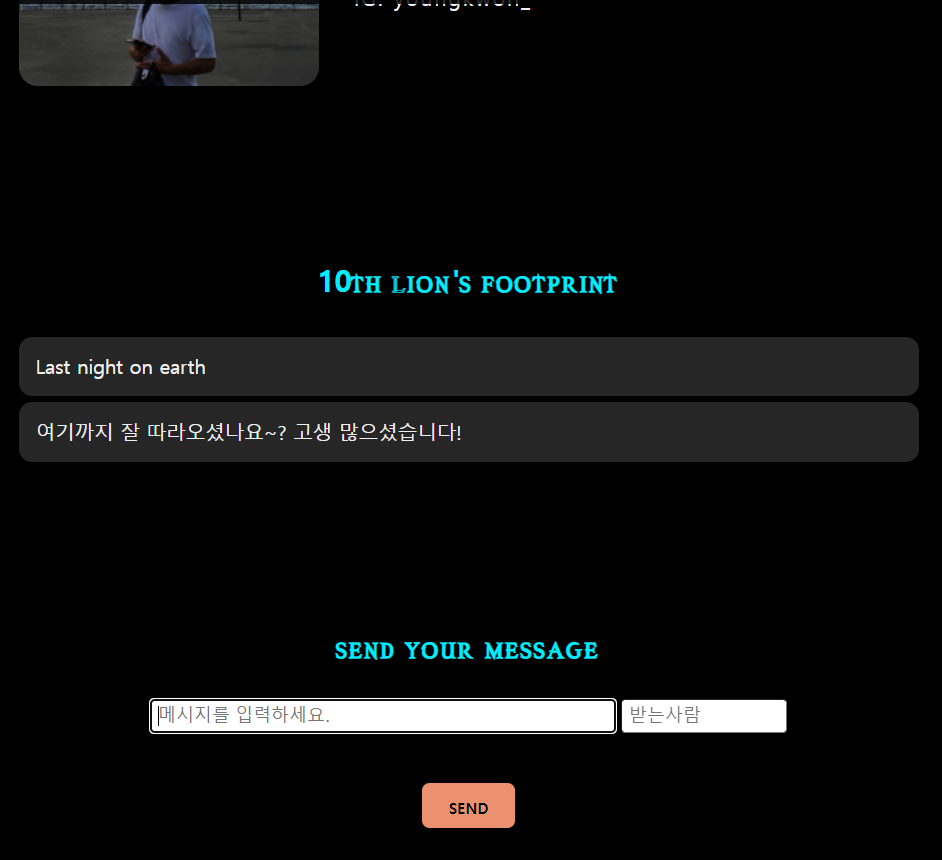 IG: youngkwon_
10TH LION'S FOOTPRINT
Last night on earth
여기까지 잘 따라오셨나요~? 고생 많으셨습니다!
SEND YOUR MESSAGE
메시지를 입력하세요. 받는사람
SEND